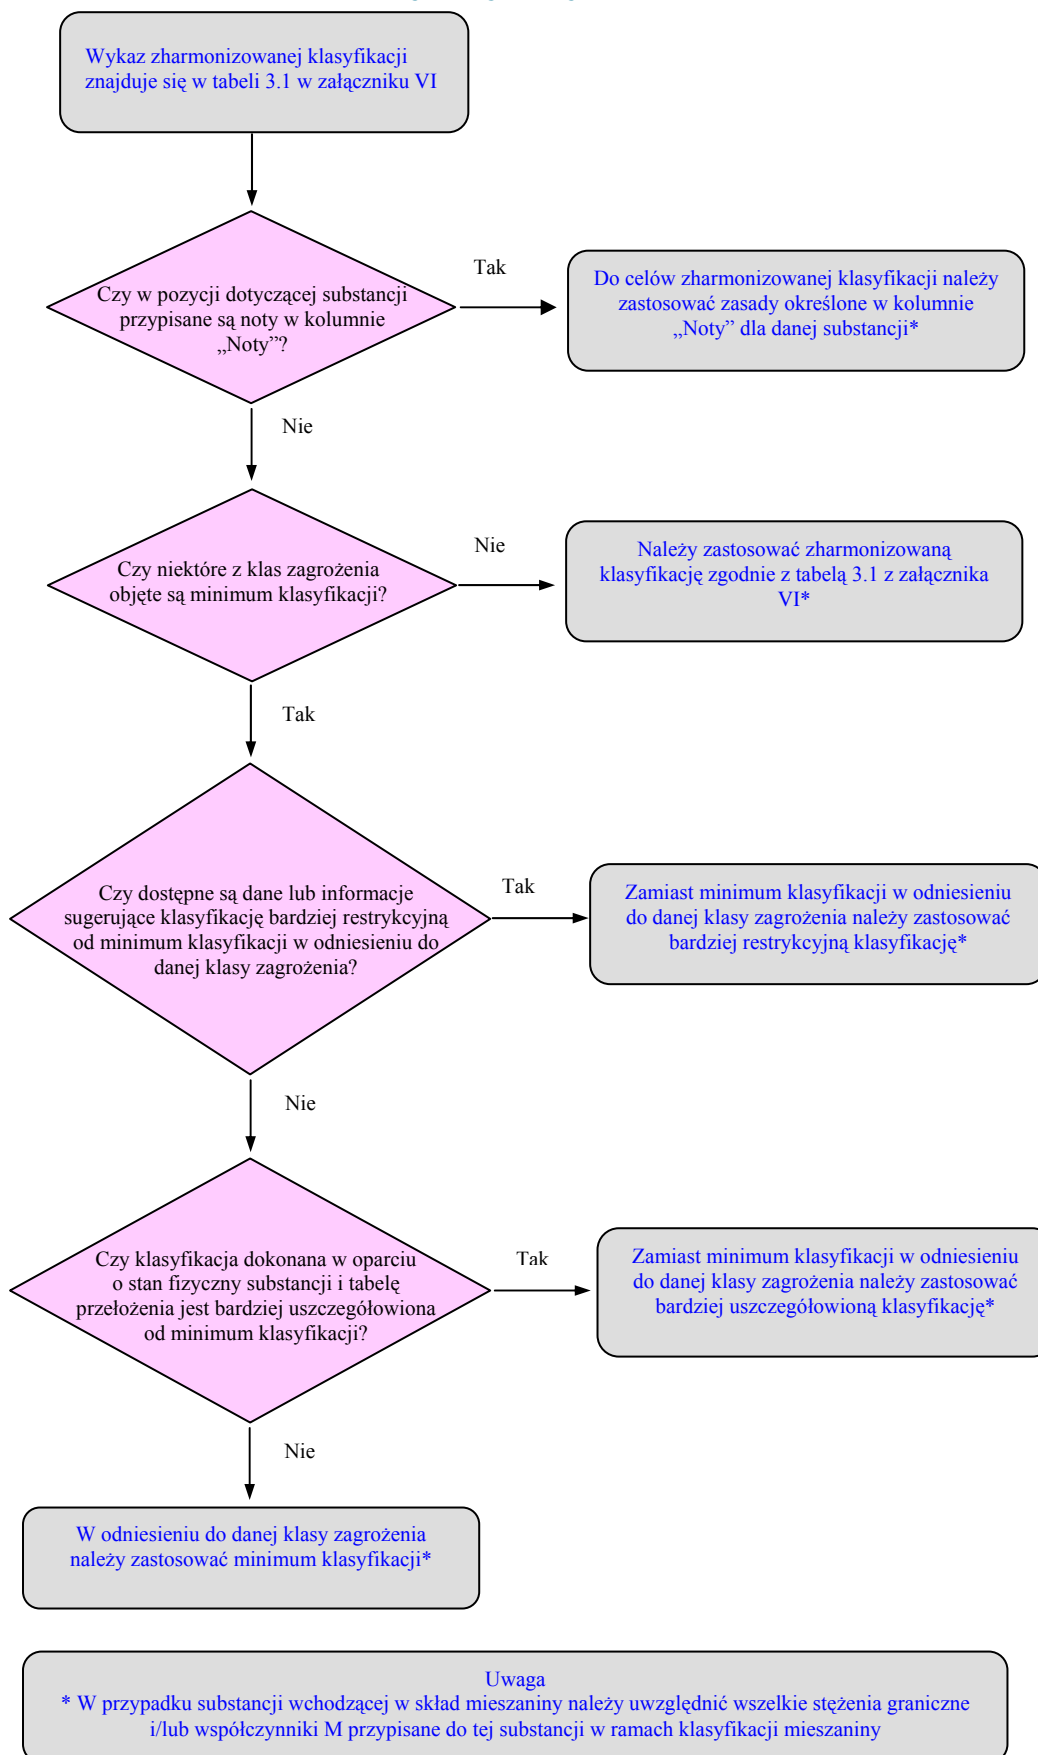 Wykaz zharmonizowanej klasyfikacji
znajduje się w tabeli 3.1 w załączniku VI
Czy w pozycji dotyczącej substancji
przypisane są noty w kolumnie
„Noty”?
Tak
Do celów zharmonizowanej klasyfikacji należy
zastosować zasady określone w kolumnie
„Noty” dla danej substancji*
Nie
Czy niektóre z klas zagrożenia
objęte są minimum klasyfikacji?
Nie
Należy zastosować zharmonizowaną
klasyfikację zgodnie z tabelą 3.1 z załącznika
VI*
Tak
Czy dostępne są dane lub informacje
sugerujące klasyfikację bardziej restrykcyjną
od minimum klasyfikacji w odniesieniu do
danej klasy zagrożenia?
Tak
Zamiast minimum klasyfikacji w odniesieniu
do danej klasy zagrożenia należy zastosować
bardziej restrykcyjną klasyfikację*
Nie
Czy klasyfikacja dokonana w oparciu
o stan fizyczny substancji i tabelę
przełożenia jest bardziej uszczegółowiona
od minimum klasyfikacji?
Tak
Zamiast minimum klasyfikacji w odniesieniu
do danej klasy zagrożenia należy zastosować
bardziej uszczegółowioną klasyfikację*
Nie
W odniesieniu do danej klasy zagrożenia
należy zastosować minimum klasyfikacji*
Uwaga
* W przypadku substancji wchodzącej w skład mieszaniny należy uwzględnić wszelkie stężenia graniczne
i/lub współczynniki M przypisane do tej substancji w ramach klasyfikacji mieszaniny